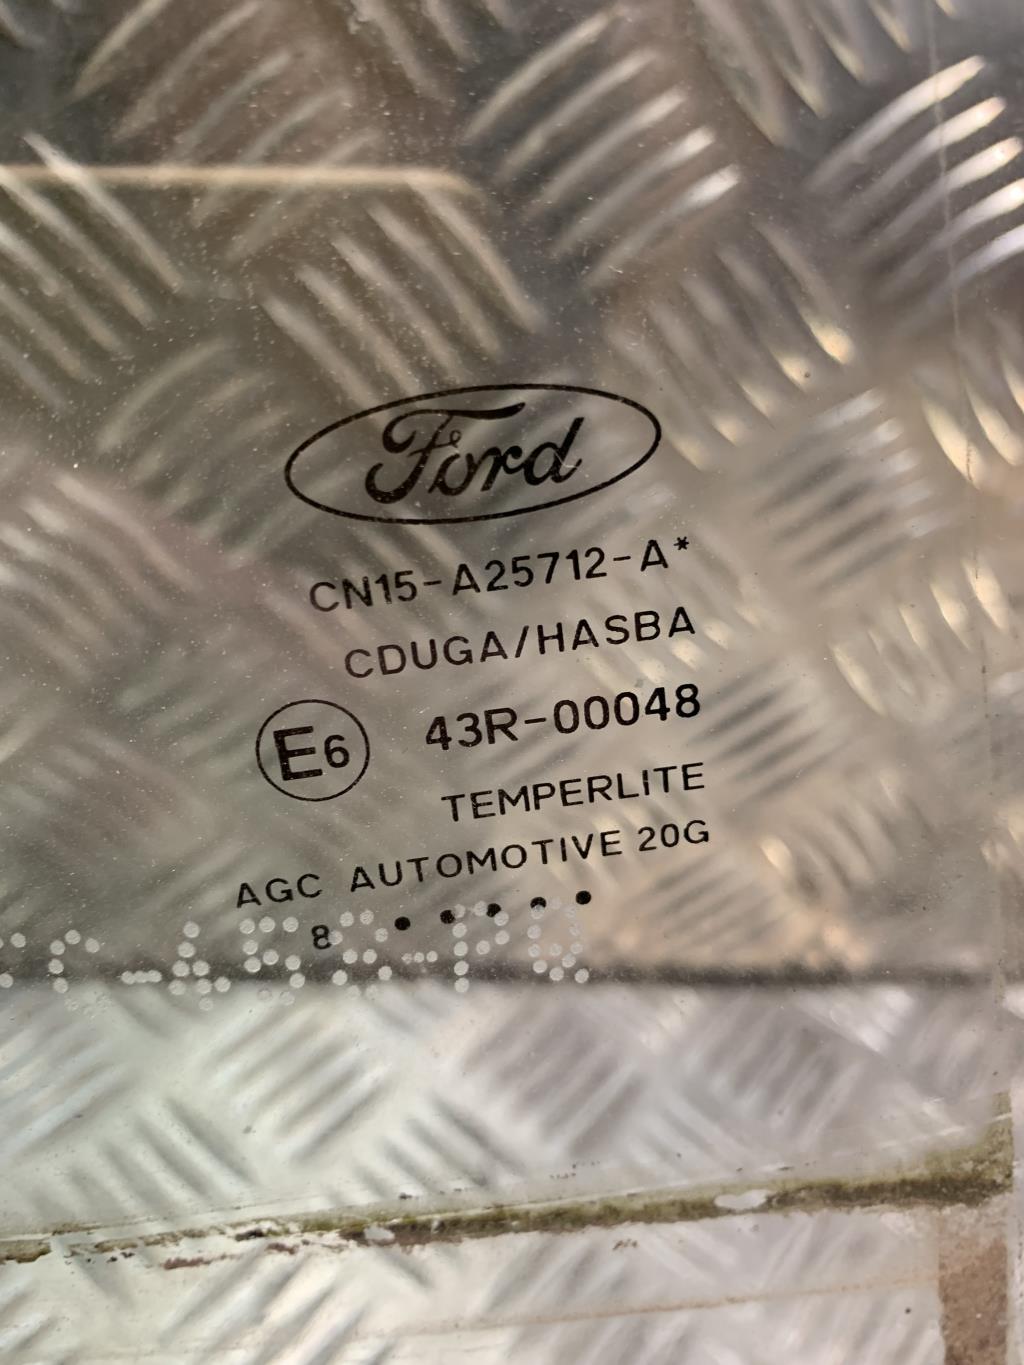 Ford
CN15-A25712-A*
CDUGA/HASBA
E6 43R-00048
TEMPERLITE
AGC AUTOMOTIVE 20G
8 . . . . .